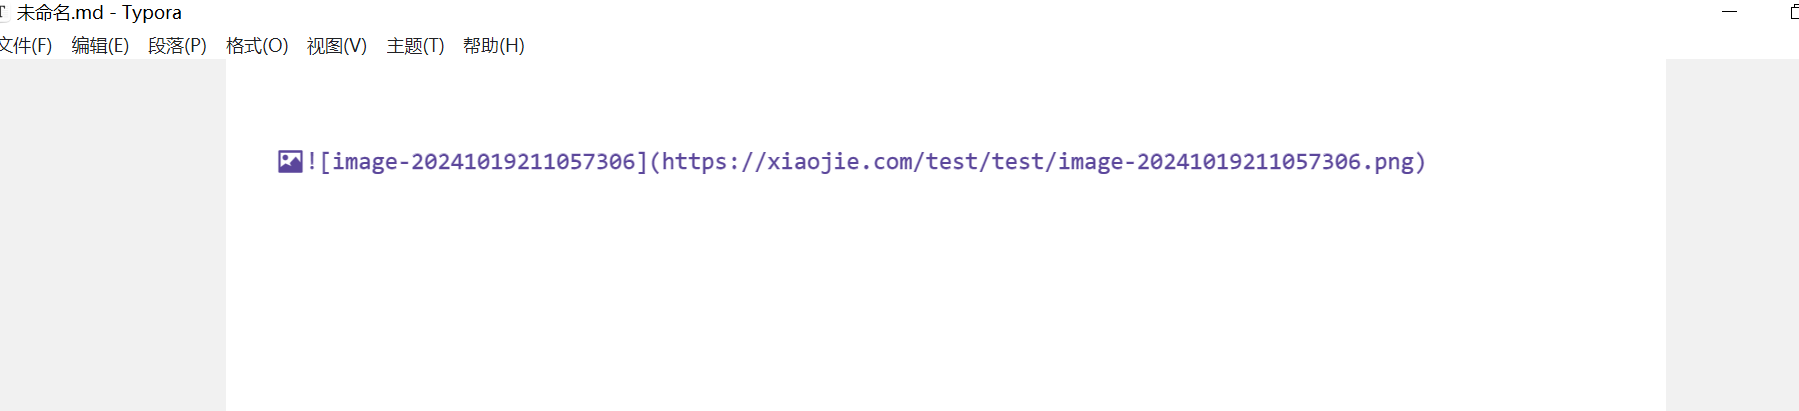 未命名.md - Typora
文件(F) 编辑(E) 段落(P) 格式(O) 视图(V) 主题(T) 帮助(H)
![image-20241019211057306](https://xiaojie.com/test/test/image-20241019211057306.png)